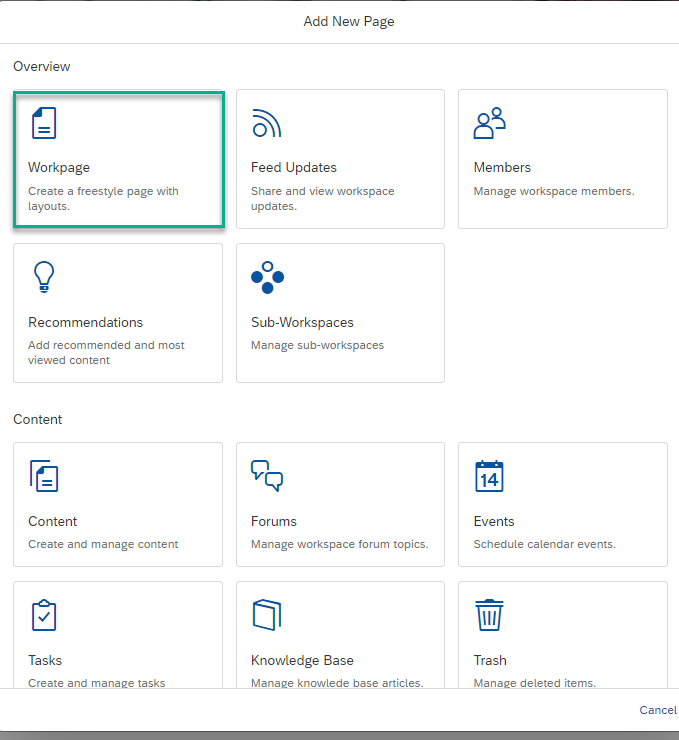 Add New Page
Overview
Workpage
Create a freestyle page with
layouts.
Feed Updates
Share and view workspace
updates.
Members
Manage workspace members.
Recommendations
Add recommended and most
viewed content
Sub-Workspaces
Manage sub-workspaces
Content
Content
Create and manage content
Forums
Manage workspace forum topics.
14
Events
Schedule calendar events.
Tasks
Create and manage tasks
Knowledge Base
Manage knowlede base articles.
Trash
Manage deleted items.
Cancel